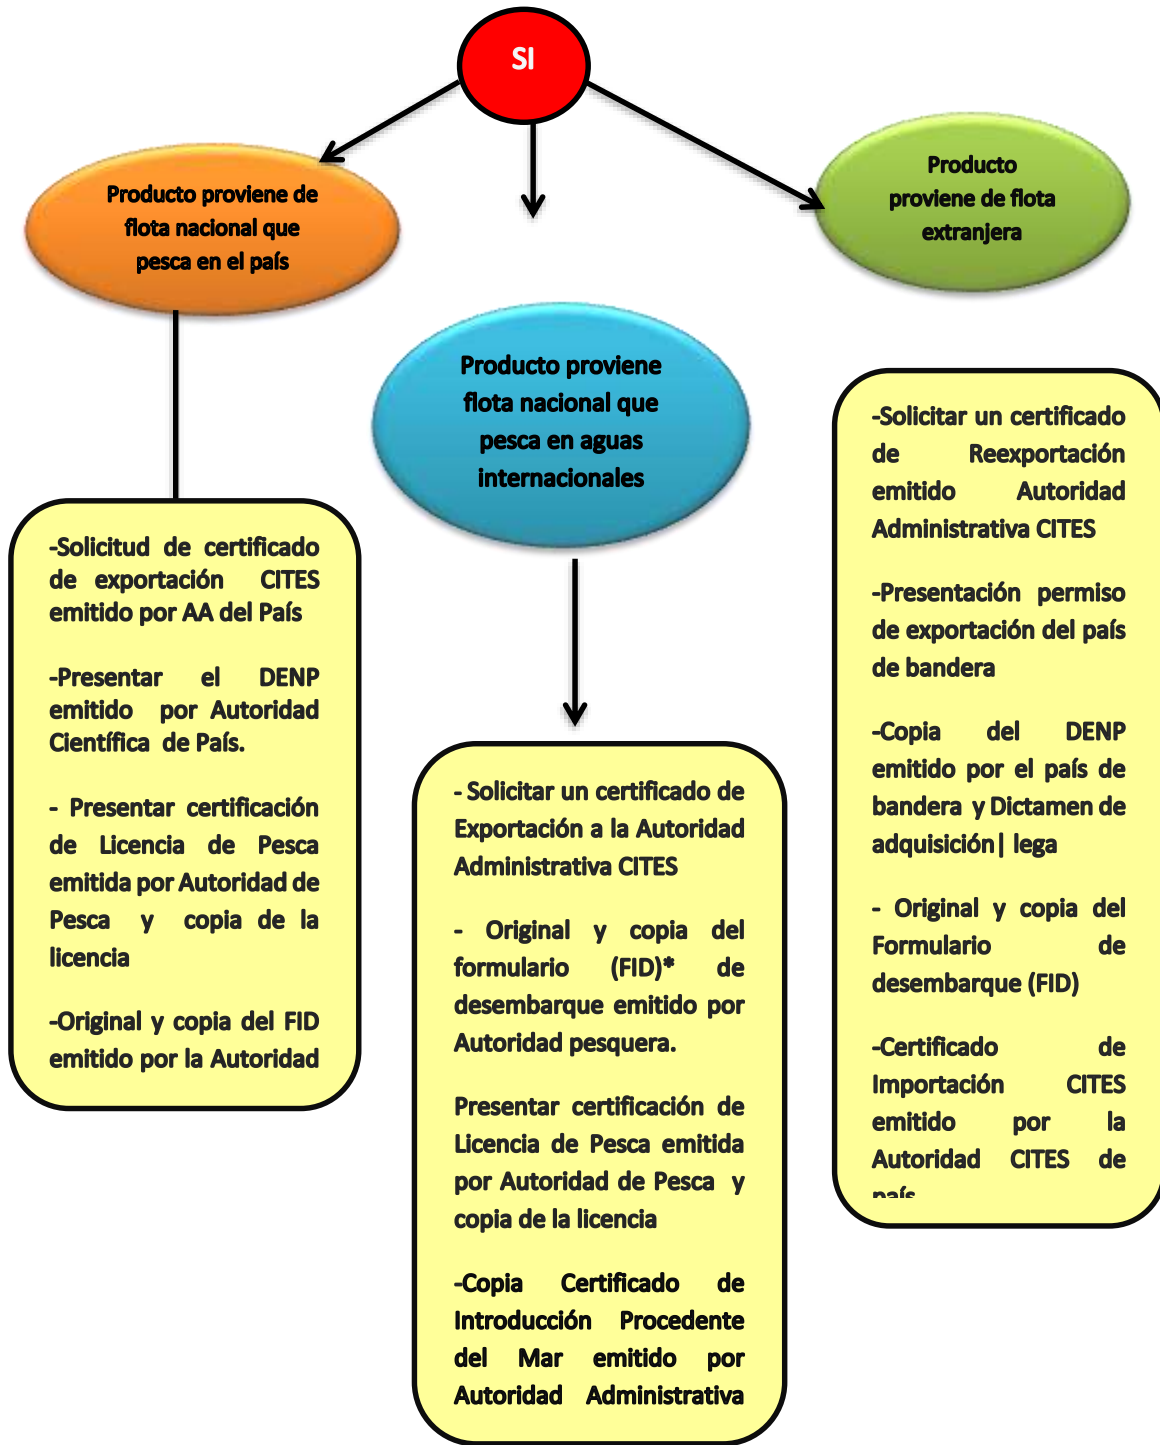 SI
Producto proviene de
flota nacional que
pesca en el país
Producto
proviene de flota
extranjera
Producto proviene
flota nacional que
pesca en aguas
internacionales
-Solicitud de certificado
de exportación CITES
emitido por AA del País
-Presentar el DENP
emitido por Autoridad
Científica de País.
- Presentar certificación
de Licencia de Pesca
emitida por Autoridad de
Pesca y copia de la
licencia
-Original y copia del FID
emitido por la Autoridad
- Solicitar un certificado de
Exportación a la Autoridad
Administrativa CITES
- Original y copia del
formulario (FID)* de
desembarque emitido por
Autoridad pesquera.
Presentar certificación de
Licencia de Pesca emitida
por Autoridad de Pesca y
copia de la licencia
-Copia Certificado de
Introducción Procedente
del Mar emitido por
Autoridad Administrativa
-Solicitar un certificado
de Reexportación
emitido Autoridad
Administrativa CITES
-Presentación permiso
de exportación del país
de bandera
-Copia del DENP
emitido por el país de
bandera y Dictamen de
adquisición| lega
- Original y copia del
Formulario de
desembarque (FID)
-Certificado de
Importación CITES
emitido por la
Autoridad CITES de
país